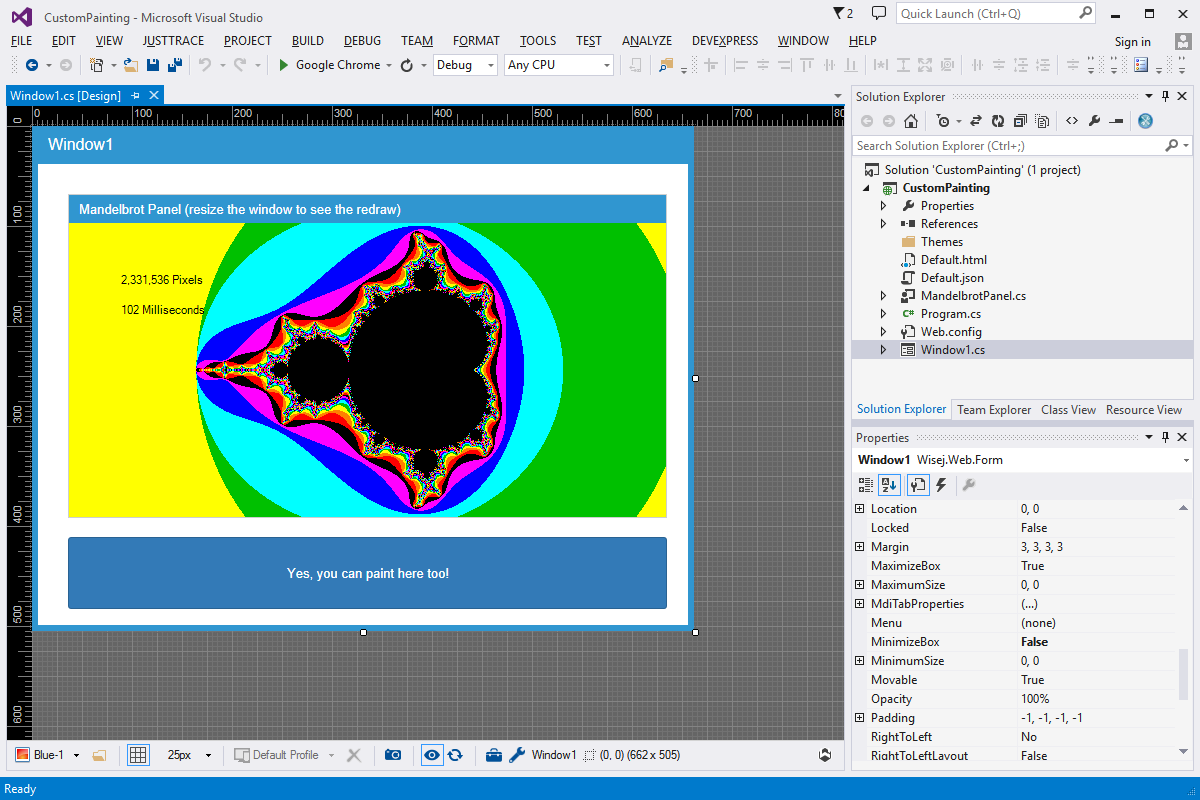 CustomPainting - Microsoft Visual Studio
2
Quick Launch (Ctrl+Q)
FILE EDIT VIEW JUSTTRACE PROJECT BUILD DEBUG TEAM FORMAT TOOLS TEST ANALYZE DEVEXPRESS WINDOW HELP
Sign in
Google Chrome Debug Any CPU
Window1.cs [Design]
0 100 200 300 400 500 600 700 80
0
100
200
300
400
500
600
Window1
Mandelbrot Panel (resize the window to see the redraw)
2,331,536 Pixels
102 Milliseconds
Yes, you can paint here too!
Blue-1 25px Default Profile Window1 (0, 0) (662 x 505)
Ready
Solution Explorer
Search Solution Explorer (Ctrl+;)
Solution 'CustomPainting' (1 project)
CustomPainting
Properties
References
Themes
Default.html
Default.json
MandelbrotPanel.cs
C# Program.cs
Web.config
Window1.cs
Solution Explorer Team Explorer Class View Resource View
Properties
Window1 Wisej.Web.Form
Location 0, 0
Locked False
Margin 3, 3, 3, 3
MaximizeBox True
MaximumSize 0, 0
MdiTabProperties (...)
Menu (none)
MinimizeBox False
MinimumSize 0, 0
Movable True
Opacity 100%
Padding -1, -1, -1, -1
RightToLeft No
RightToLeftLayout False